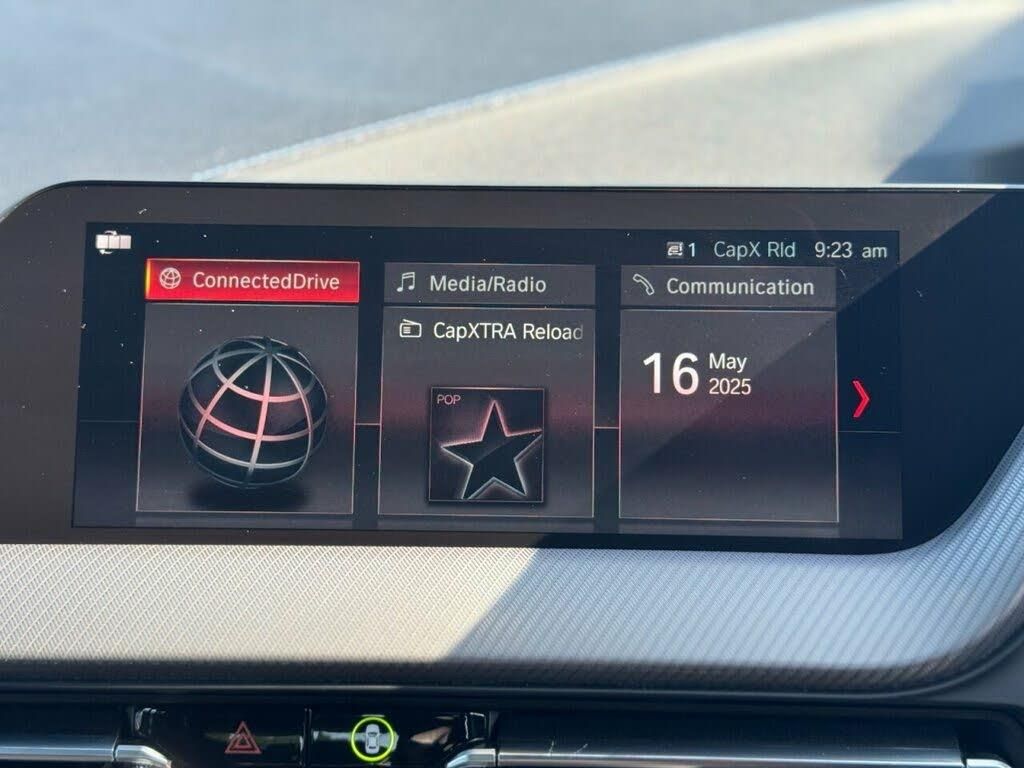 1 CapX Rld 9:23 am
ConnectedDrive
Media/Radio
Communication
CapXTRA Reload
POP
16 May
2025